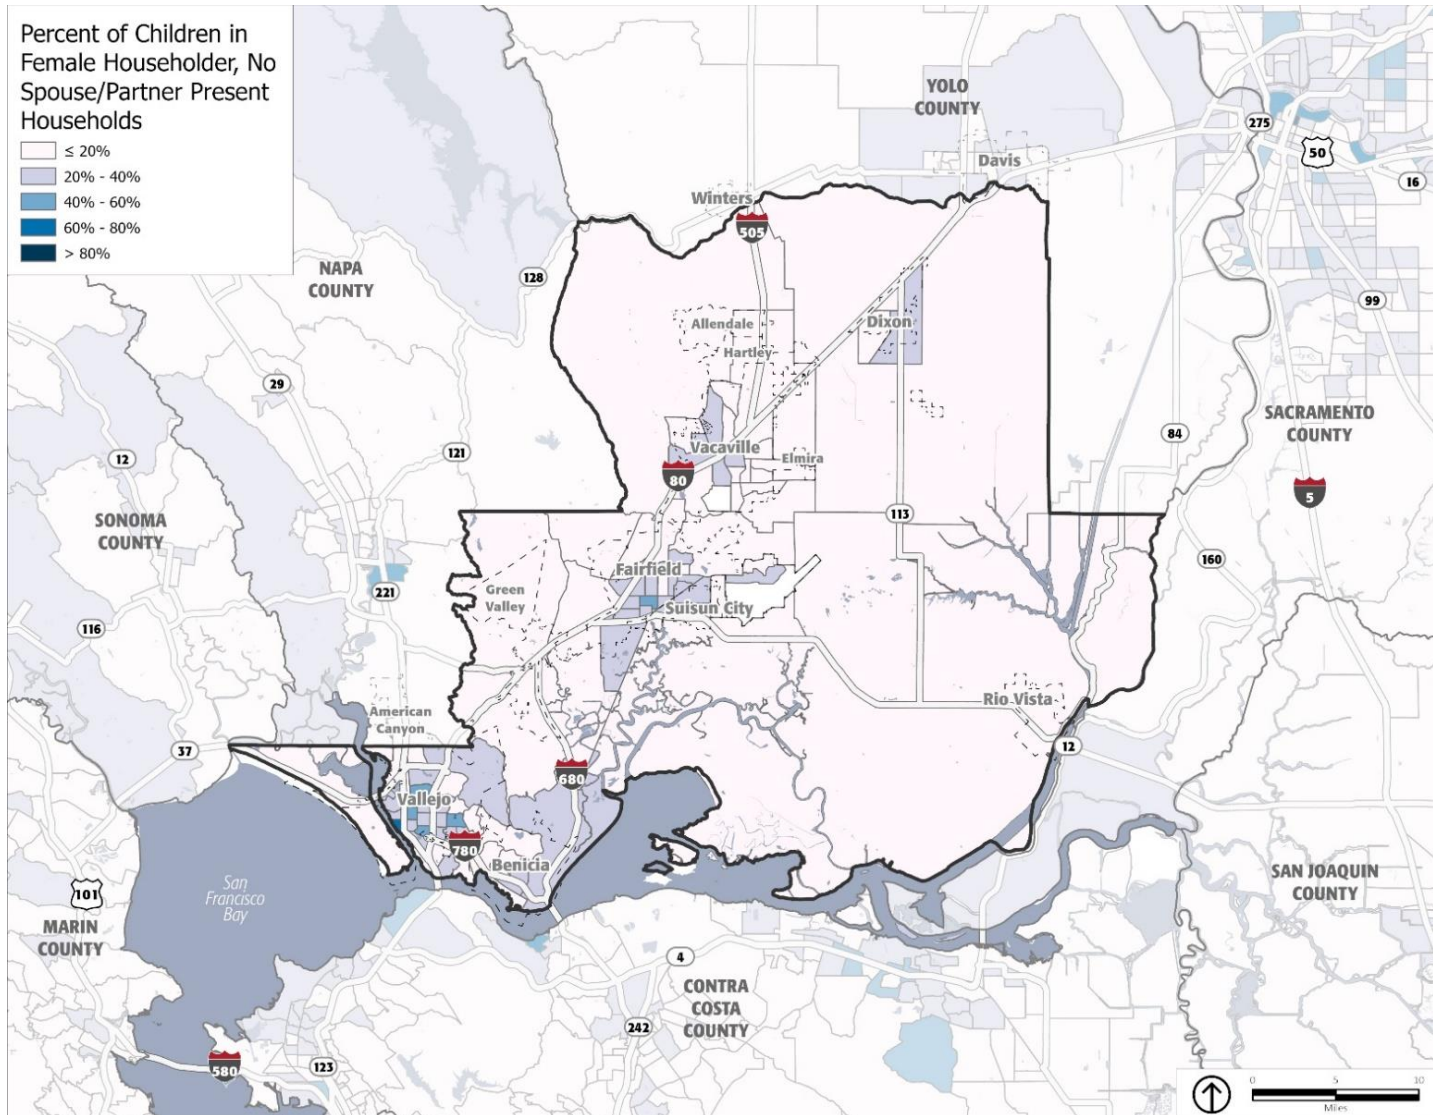 Percent of Children in
Female Householder, No
Spouse/Partner Present
Households
≤ 20%
20% - 40%
40% - 60%
60% - 80%
> 80%
YOLO
COUNTY
275
50
Davis
16
Winters
505
NAPA
COUNTY
128
99
Allendale
Dixon
Hartley
29
SACRAMENTO
COUNTY
84
12
121
Vacaville
Elmira
80
5
SONOMA
COUNTY
113
160
Fairfield
221
Green
Valley
Suisun City
116
Rio Vista
American
Canyon
37
12
680
Vallejo
780
Benicia
San
Francisco
Bay
101
MARIN
COUNTY
SAN JOAQUIN
COUNTY
4
CONTRA
COSTA
COUNTY
242
580
123
0 5 10
Miles